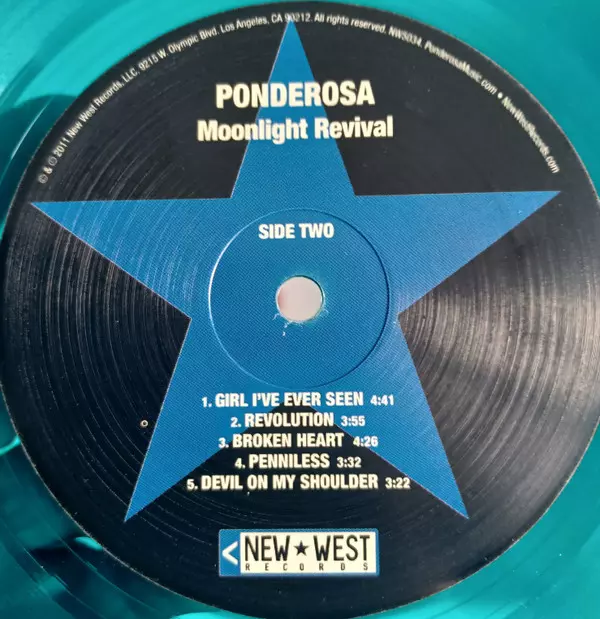 ℗ & © 2011 New West Records, LLC. 9215 W. Olympic Blvd. Los Angeles, CA 90212. All rights reserved. NW5034. PonderosaMusic.com • NewWestRecords.com
PONDEROSA
Moonlight Revival
SIDE TWO
1. GIRL I'VE EVER SEEN 4:41
2. REVOLUTION 3:55
3. BROKEN HEART 4:26
4. PENNILESS 3:32
5. DEVIL ON MY SHOULDER 3:22
NEW★WEST
RECORDS